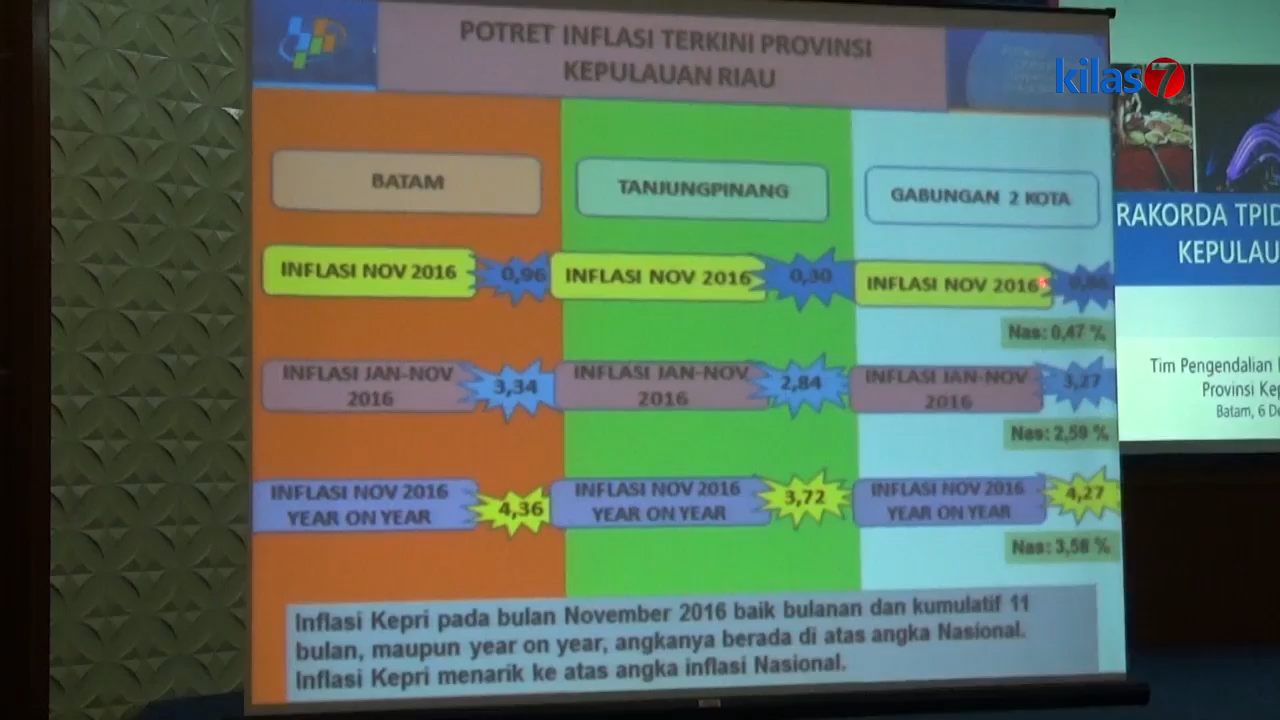 POTRET INFLASI TERKINI PROVINSI
KEPULAUAN RIAU
kilas7
BATAM
TANJUNGPINANG
GABUNGAN 2 KOTA
RAKORDA TPID
KEPULAU
INFLASI NOV 2016 0,96
INFLASI NOV 2016 0,30
INFLASI NOV 2016
Nas: 0,47 %
INFLASI JAN-NOV
2016
3,34
INFLASI JAN-NOV
2016
2,84
INFLASI JAN-NOV
2016
3,27
Nas: 2,59 %
Tim Pengendalian
Provinsi Kep
Batam, 6 De
INFLASI NOV 2016
YEAR ON YEAR
4,36
INFLASI NOV 2016
YEAR ON YEAR
3,72
INFLASI NOV 2016
YEAR ON YEAR
4,27
Nas: 3,58 %
Inflasi Kepri pada bulan November 2016 baik bulanan dan kumulatif 11
bulan, maupun year on year, angkanya berada di atas angka Nasional.
Inflasi Kepri menarik ke atas angka inflasi Nasional.